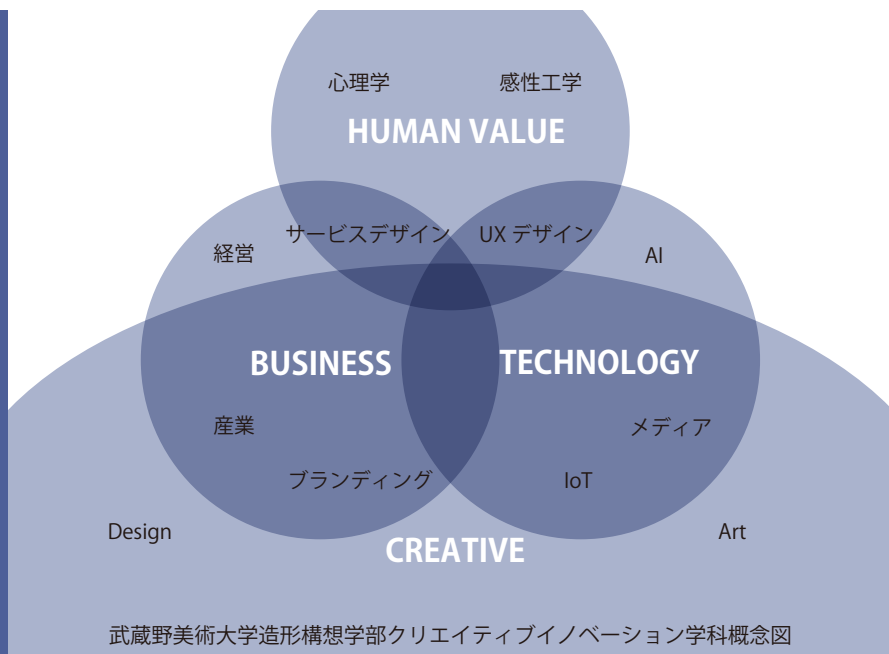 心理学
感性工学
HUMAN VALUE
サービスデザイン
UX デザイン
経営
AI
BUSINESS
TECHNOLOGY
産業
メディア
ブランディング
IoT
Design
Art
CREATIVE
武蔵野美術大学造形構想学部クリエイティブイノベーション学科概念図